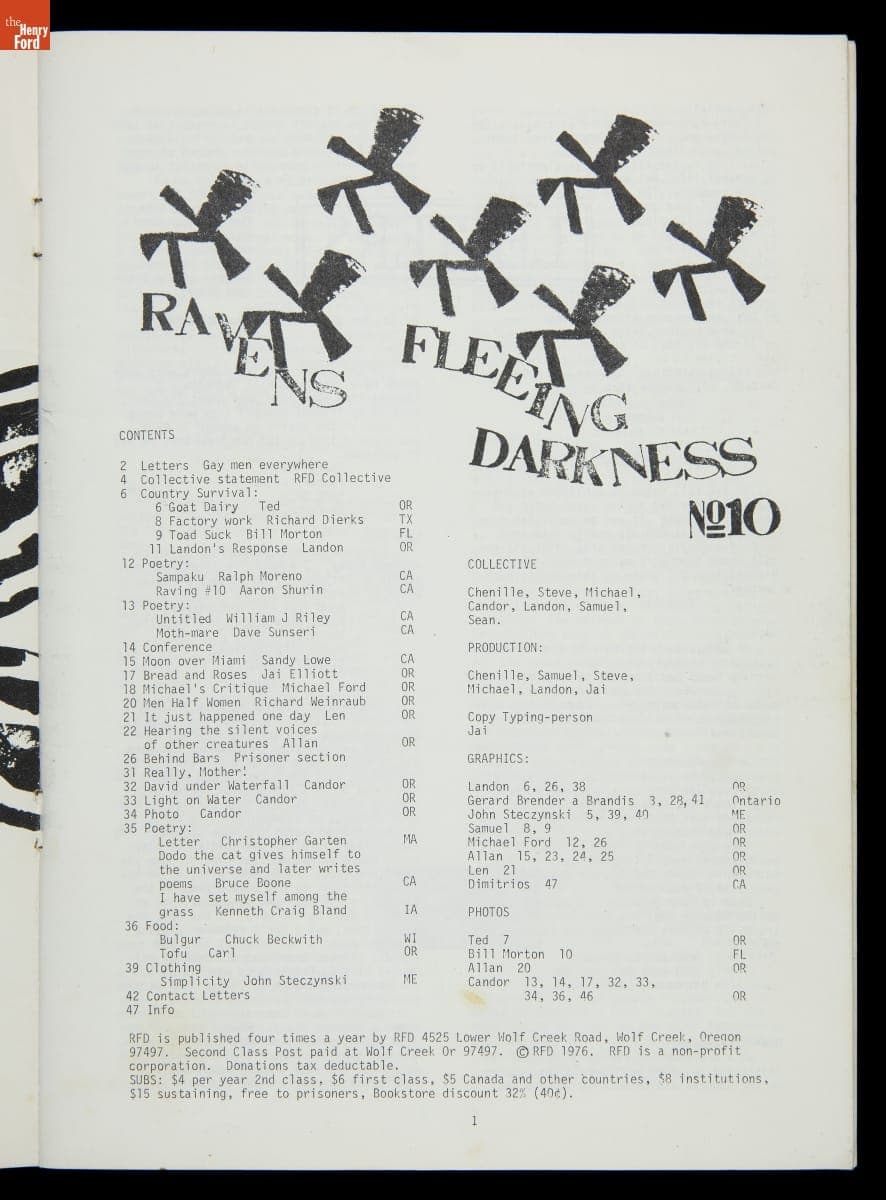 the
Henry
Ford
RAVENS FLEEING
DARKNESS
Nº10
CONTENTS
2 Letters Gay men everywhere
4 Collective statement RFD Collective
6 Country Survival:
6 Goat Dairy Ted OR
8 Factory work Richard Dierks TX
9 Toad Suck Bill Morton FL
11 Landon's Response Landon OR
12 Poetry:
Sampaku Ralph Moreno CA
Raving #10 Aaron Shurin CA
13 Poetry:
Untitled William J Riley CA
Moth-mare Dave Sunseri CA
14 Conference
15 Moon over Miami Sandy Lowe CA
17 Bread and Roses Jai Elliott OR
18 Michael's Critique Michael Ford OR
20 Men Half Women Richard Weinraub OR
21 It just happened one day Len OR
22 Hearing the silent voices
of other creatures Allan OR
26 Behind Bars Prisoner section
31 Really, Mother!
32 David under Waterfall Candor OR
33 Light on Water Candor OR
34 Photo Candor OR
35 Poetry:
Letter Christopher Garten MA
Dodo the cat gives himself to
the universe and later writes
poems Bruce Boone CA
I have set myself among the
grass Kenneth Craig Bland IA
36 Food:
Bulgur Chuck Beckwith WI
Tofu Carl OR
39 Clothing
Simplicity John Steczynski ME
42 Contact Letters
47 Info
COLLECTIVE
Chenille, Steve, Michael,
Candor, Landon, Samuel,
Sean.
PRODUCTION:
Chenille, Samuel, Steve,
Michael, Landon, Jai
Copy Typing-person
Jai
GRAPHICS:
Landon 6, 26, 38 OR
Gerard Brender a Brandis 3, 28, 41 Ontario
John Steczynski 5, 39, 40 ME
Samuel 8, 9 OR
Michael Ford 12, 26 OR
Allan 15, 23, 24, 25 OR
Len 21 OR
Dimitrios 47 CA
PHOTOS
Ted 7 OR
Bill Morton 10 FL
Allan 20 OR
Candor 13, 14, 17, 32, 33,
34, 36, 46 OR
RFD is published four times a year by RFD 4525 Lower Wolf Creek Road, Wolf Creek, Oregon
97497. Second Class Post paid at Wolf Creek Or 97497. © RFD 1976. RFD is a non-profit
corporation. Donations tax deductable.
SUBS: $4 per year 2nd class, $6 first class, $5 Canada and other countries, $8 institutions,
$15 sustaining, free to prisoners, Bookstore discount 32% (40¢).
1